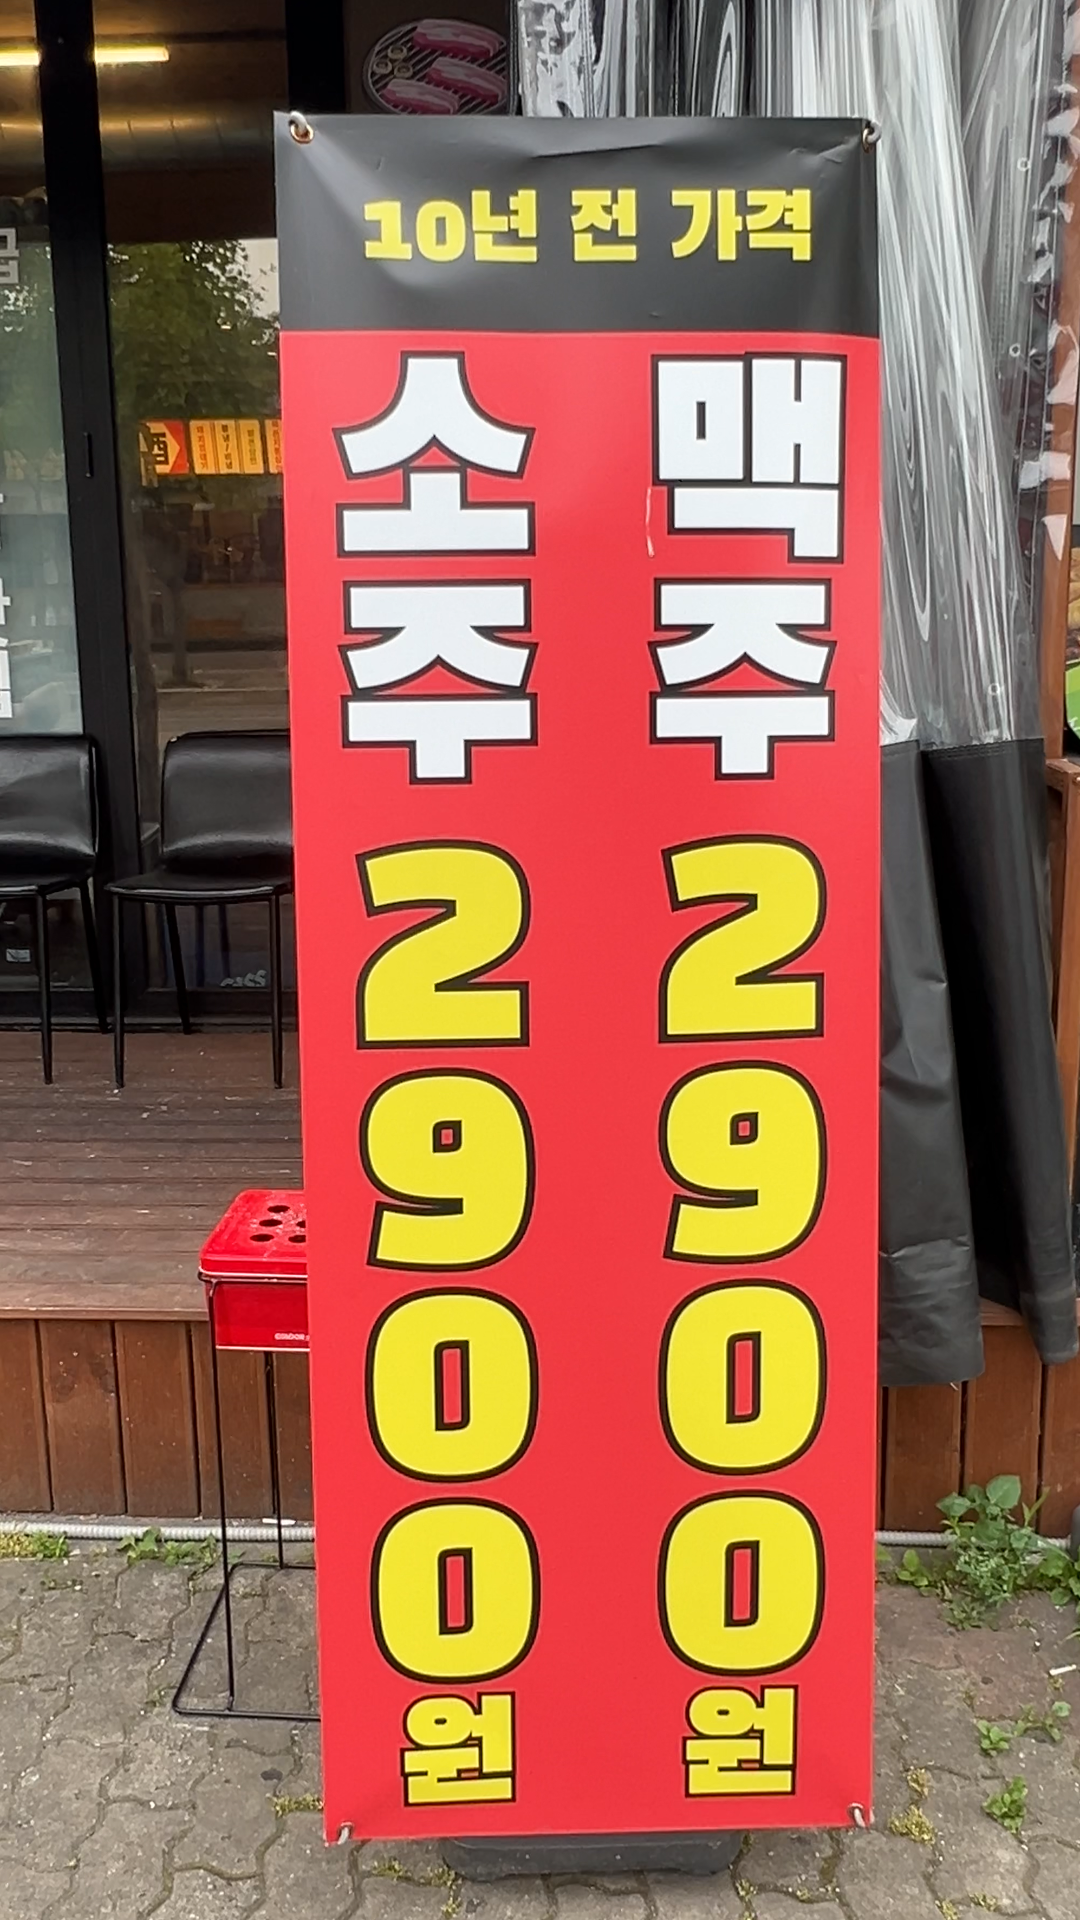 10년 전 가격
소주 2900원
맥주 2900원
cass